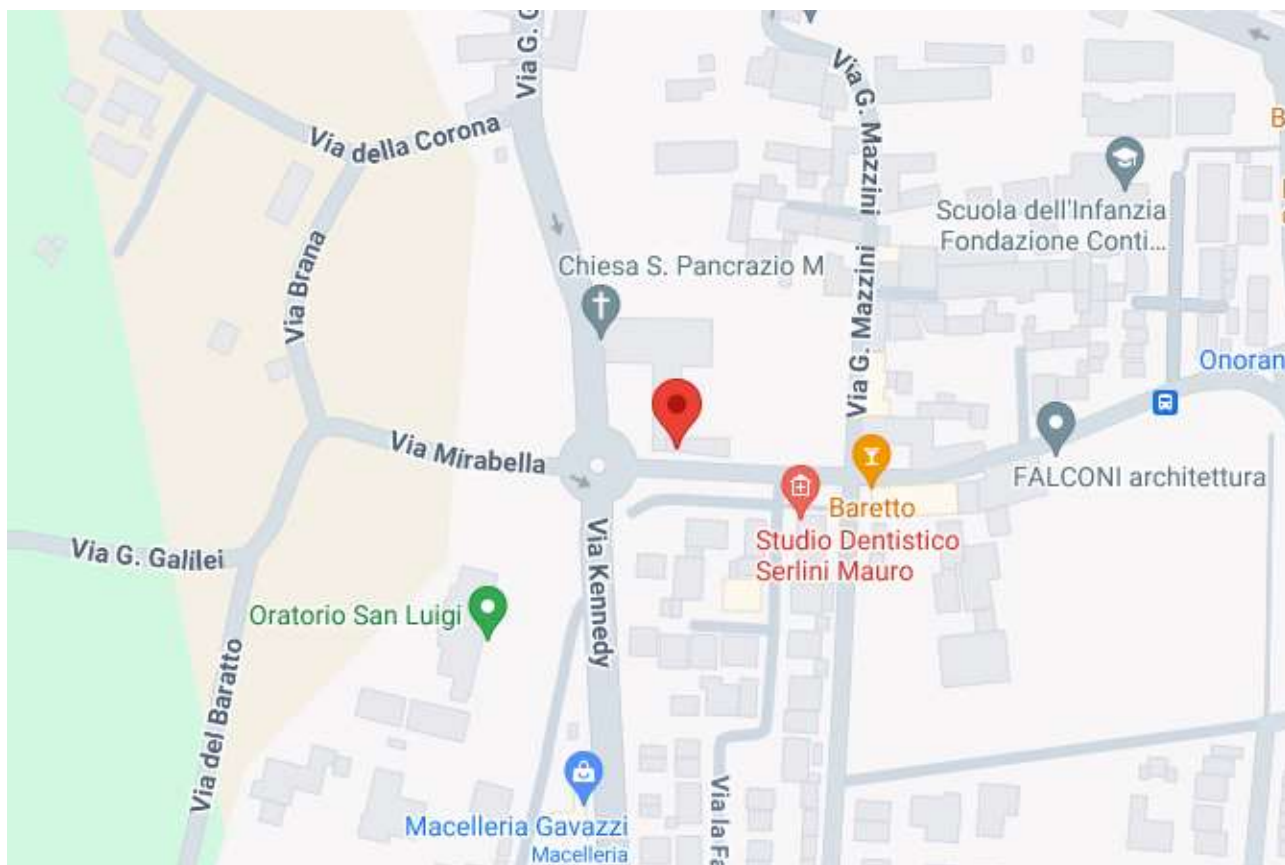 Via G. G
Via G. Mazzini
B
Via della Corona
Scuola dell'Infanzia
Fondazione Conti...
Via Brana
Chiesa S. Pancrazio M
Via G. Mazzini
Onoran
Via Mirabella
FALCONI architettura
Baretto
Studio Dentistico
Serlini Mauro
Via G. Galilei
Via Kennedy
Oratorio San Luigi
Via del Baratto
Via la Fa
Macelleria Gavazzi
Macelleria